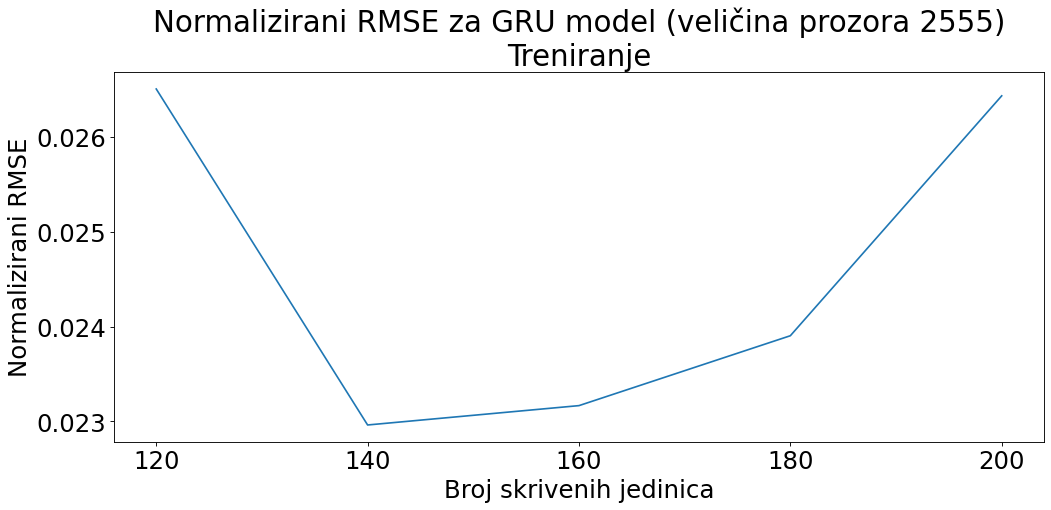 Normalizirani RMSE za GRU model (veličina prozora 2555)
Treniranje
Normalizirani RMSE
0.026
0.025
0.024
0.023
120 140 160 180 200
Broj skrivenih jedinica